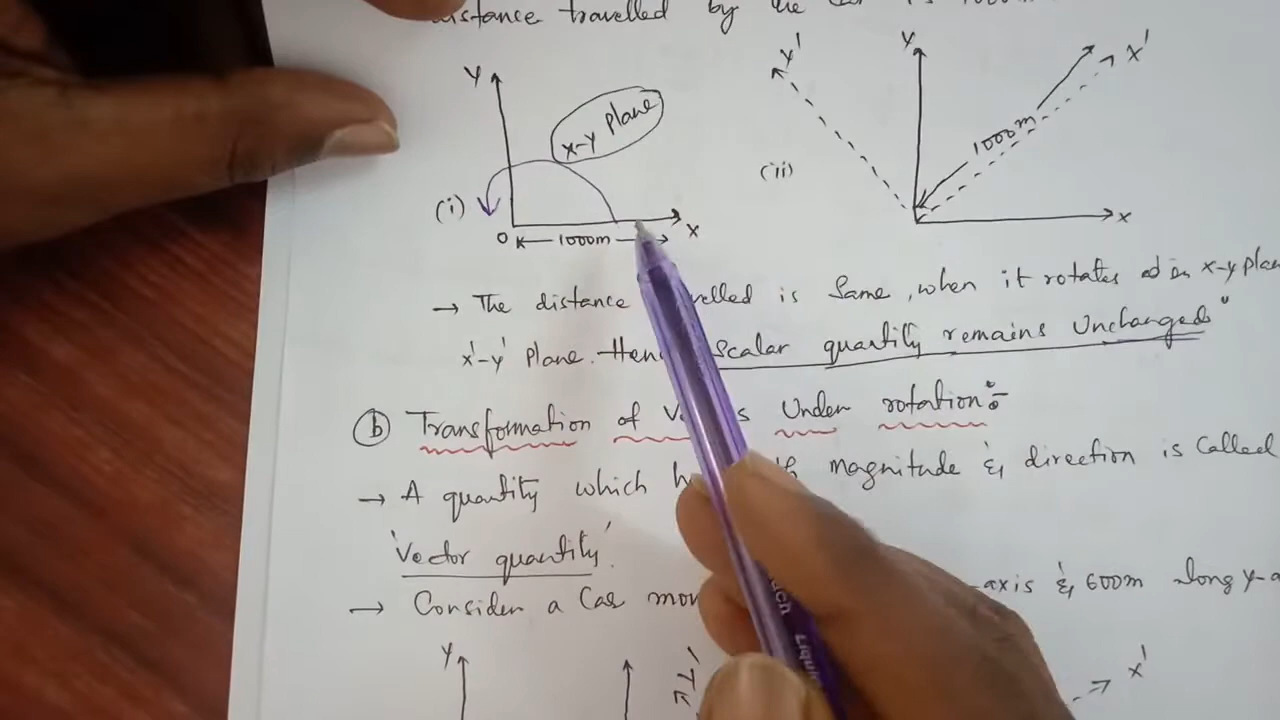 distance travelled by the
Y
x-y plane
(i)
O
1000m
X
y'
Y
X'
1000m
(ii)
X
→ The distance is Same, when it rotates in x-y plan
x'-y' plane. Scalar quantity remains Unchanged"
(b) Transformation of Under rotation:-
→ A quantity which magnitude & direction is Called
'Vector quantity'.
→ Consider a Car -axis & 600m along y-a
Y
Y'
X'